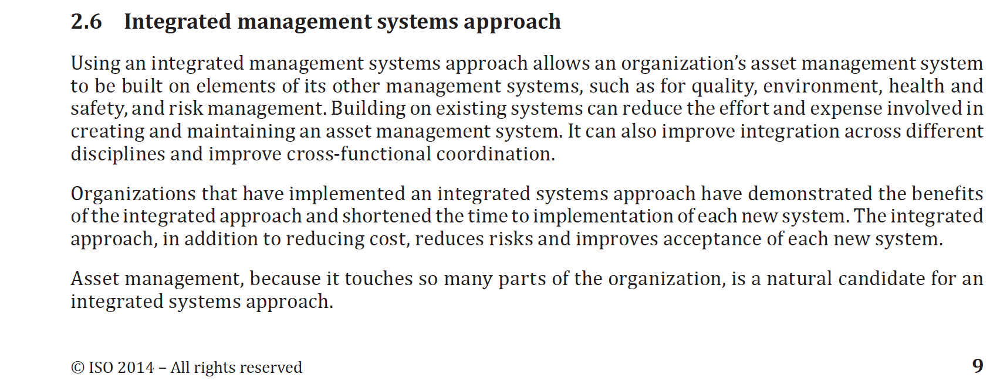 2.6 Integrated management systems approach
Using an integrated management systems approach allows an organization’s asset management system
to be built on elements of its other management systems, such as for quality, environment, health and
safety, and risk management. Building on existing systems can reduce the effort and expense involved in
creating and maintaining an asset management system. It can also improve integration across different
disciplines and improve cross-functional coordination.
Organizations that have implemented an integrated systems approach have demonstrated the benefits
of the integrated approach and shortened the time to implementation of each new system. The integrated
approach, in addition to reducing cost, reduces risks and improves acceptance of each new system.
Asset management, because it touches so many parts of the organization, is a natural candidate for an
integrated systems approach.
© ISO 2014 – All rights reserved 9